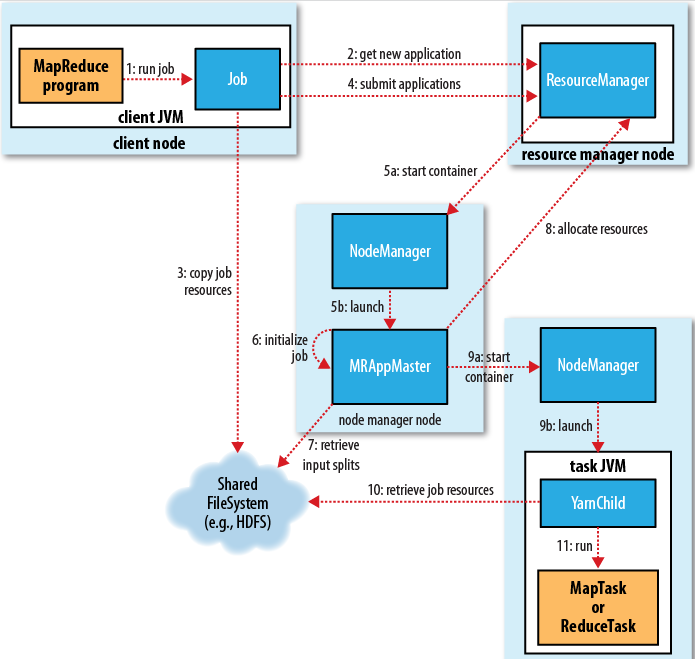 MapReduce
program
1: run job
Job
client JVM
client node
2: get new application
4: submit applications
ResourceManager
resource manager node
5a: start container
8: allocate resources
3: copy job
resources
NodeManager
5b: launch
6: initialize
job
MRAppMaster
node manager node
9a: start
container
NodeManager
9b: launch
7: retrieve
input splits
Shared
FileSystem
(e.g., HDFS)
10: retrieve job resources
task JVM
YarnChild
11: run
MapTask
or
ReduceTask